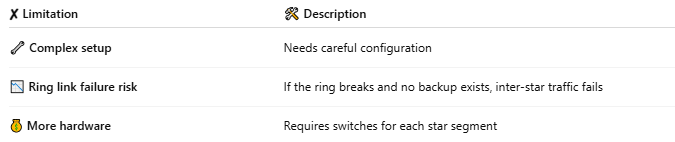 ✗ Limitation 🛠 Description
🔧 Complex setup Needs careful configuration
📉 Ring link failure risk If the ring breaks and no backup exists, inter-star traffic fails
💰 More hardware Requires switches for each star segment